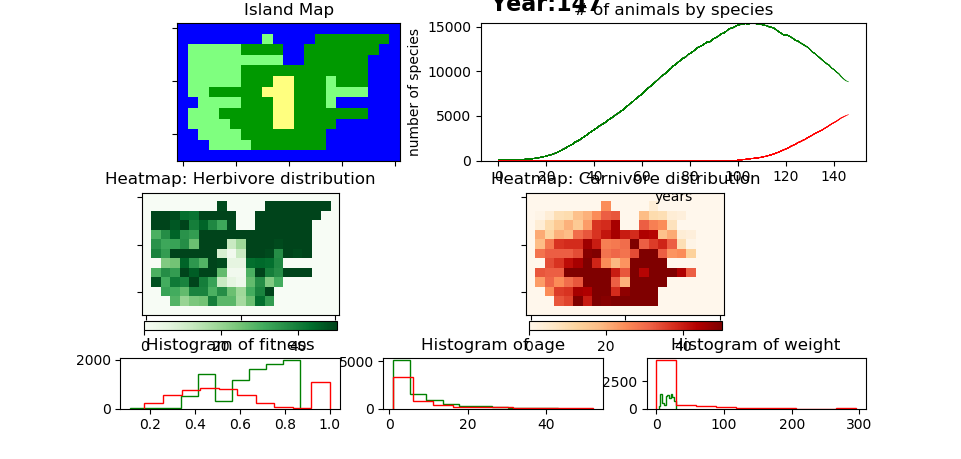 Year:147
Island Map
# of animals by species
number of species
15000
10000
5000
0
0 20 40 60 80 100 120 140
years
Heatmap: Herbivore distribution
Heatmap: Carnivore distribution
0 20 40
0 20 40
Histogram of fitness
Histogram of age
Histogram of weight
2000
0
0.2 0.4 0.6 0.8 1.0
5000
0
0 20 40
2500
0
0 100 200 300